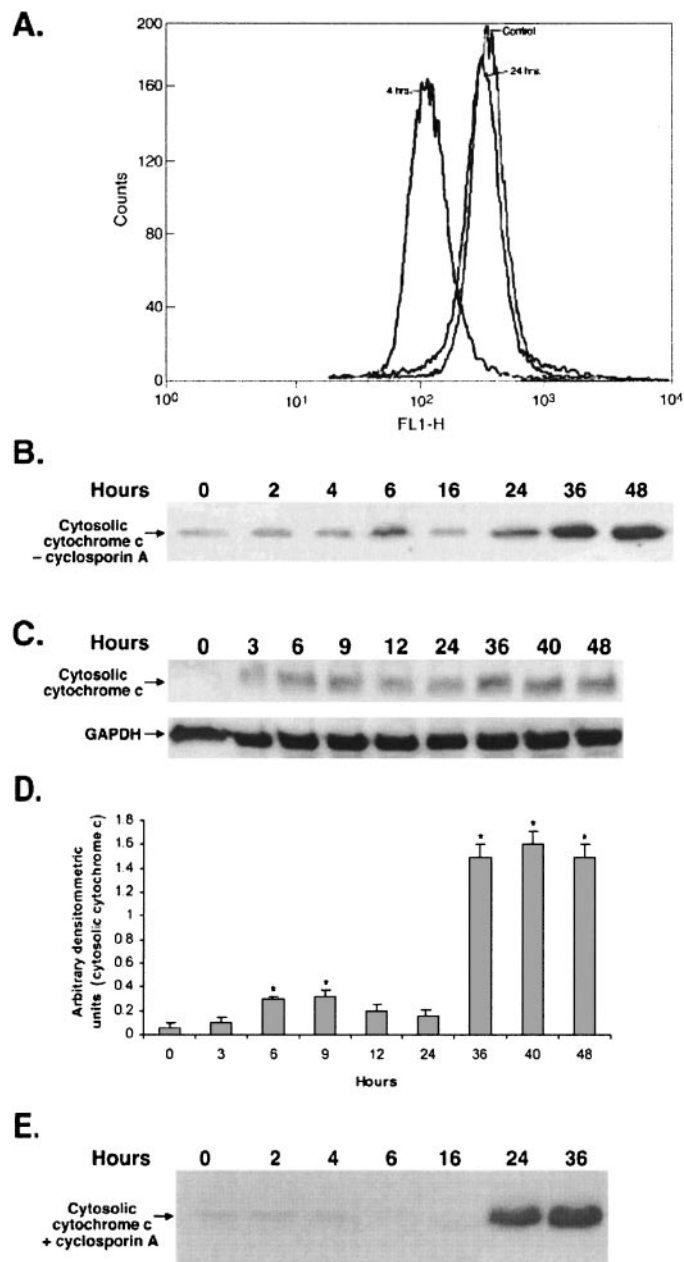 A.
200
160
120
80
40
0
Counts
Control
24 hrs.
4 hrs.
10⁰ 10¹ 10² 10³ 10⁴
FL1-H
B.
Hours 0 2 4 6 16 24 36 48
Cytosolic
cytochrome c
– cyclosporin A
C.
Hours 0 3 6 9 12 24 36 40 48
Cytosolic
cytochrome c
GAPDH
D.
Arbitrary densitommetric
units (cytosolic cytochrome c)
1.8
1.6
1.4
1.2
1
0.8
0.6
0.4
0.2
0
* * * * *
0 3 6 9 12 24 36 40 48
Hours
E.
Hours 0 2 4 6 16 24 36
Cytosolic
cytochrome c
+ cyclosporin A